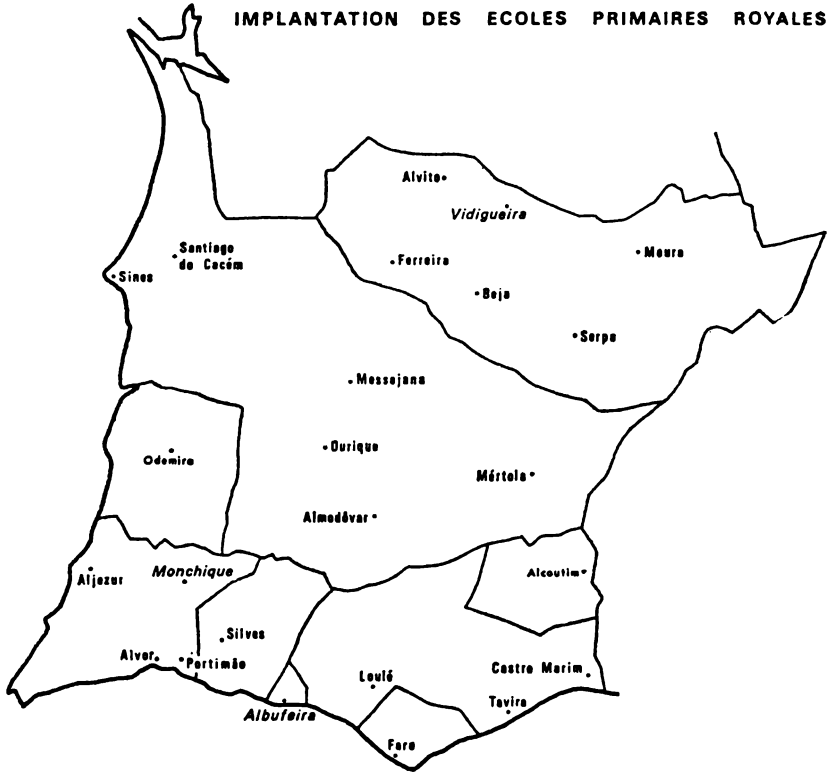 IMPLANTATION DES ECOLES PRIMAIRES ROYALES
Alvito
Vidigueira
Santiago
do Cacém
Ferreira
Moura
Sines
Beja
Serpa
Messejana
Odemira
Ourique
Mértola
Almodôvar
Aljezur
Monchique
Alcoutim
Silves
Alvor
Portimão
Loulé
Castro Marim
Albufeira
Tavira
Faro